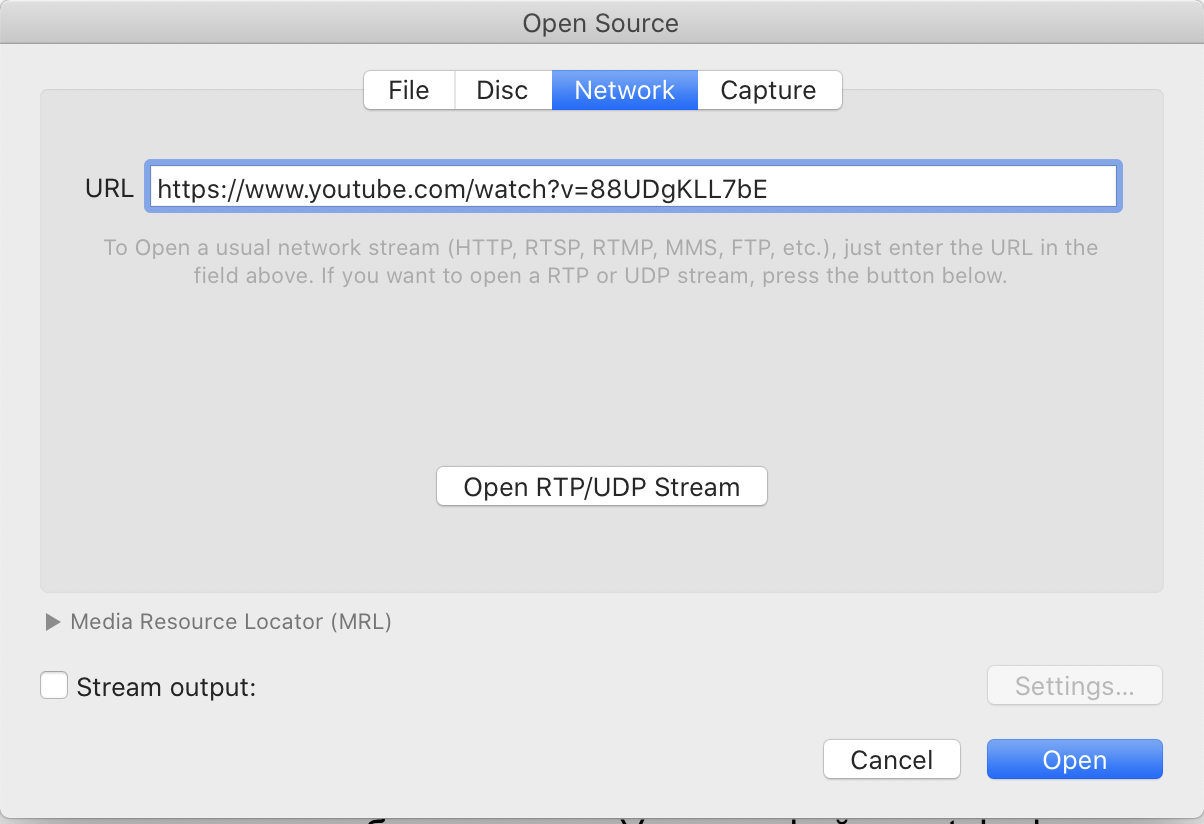 Open Source
File Disc Network Capture
URL https://www.youtube.com/watch?v=88UDgKLL7bE
To Open a usual network stream (HTTP, RTSP, RTMP, MMS, FTP, etc.), just enter the URL in the
field above. If you want to open a RTP or UDP stream, press the button below.
Open RTP/UDP Stream
Media Resource Locator (MRL)
Stream output:
Settings...
Cancel Open